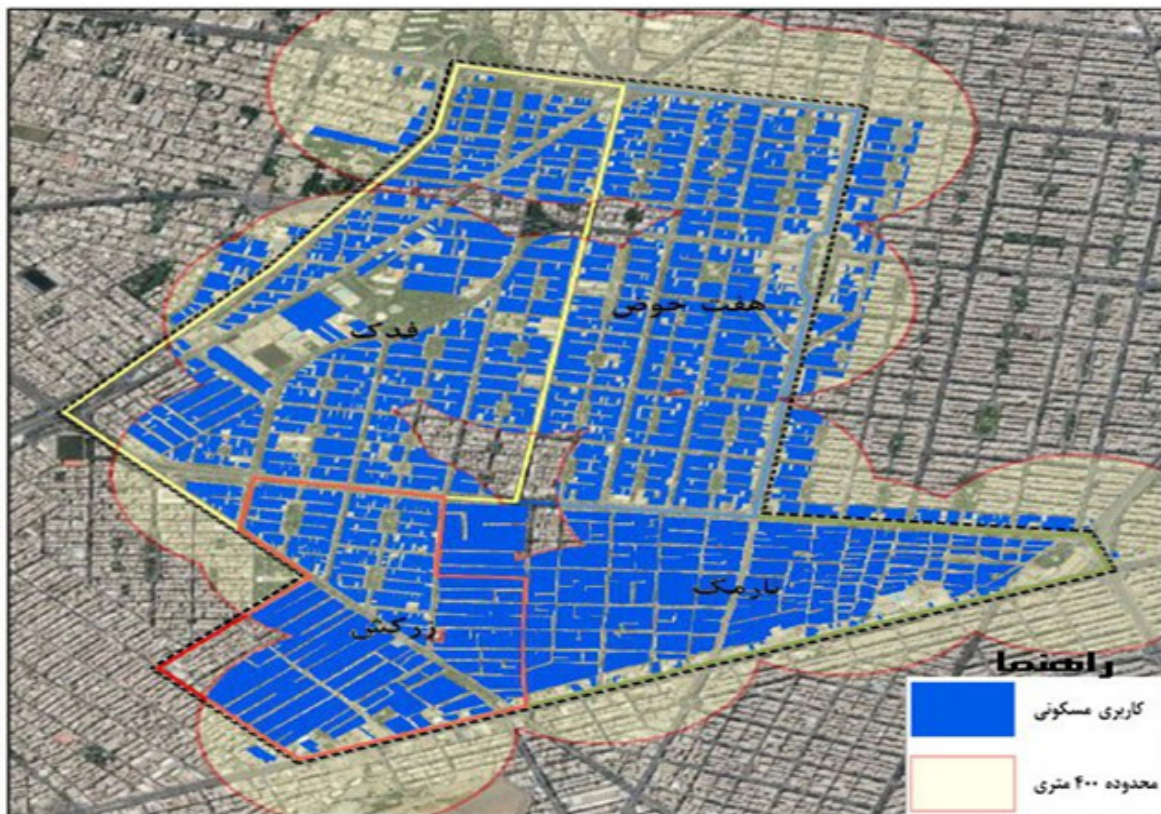 هفت حوض
فدک
نارمک
زرکش
راهنما
کاربری مسکونی
محدوده ۴۰۰ متری